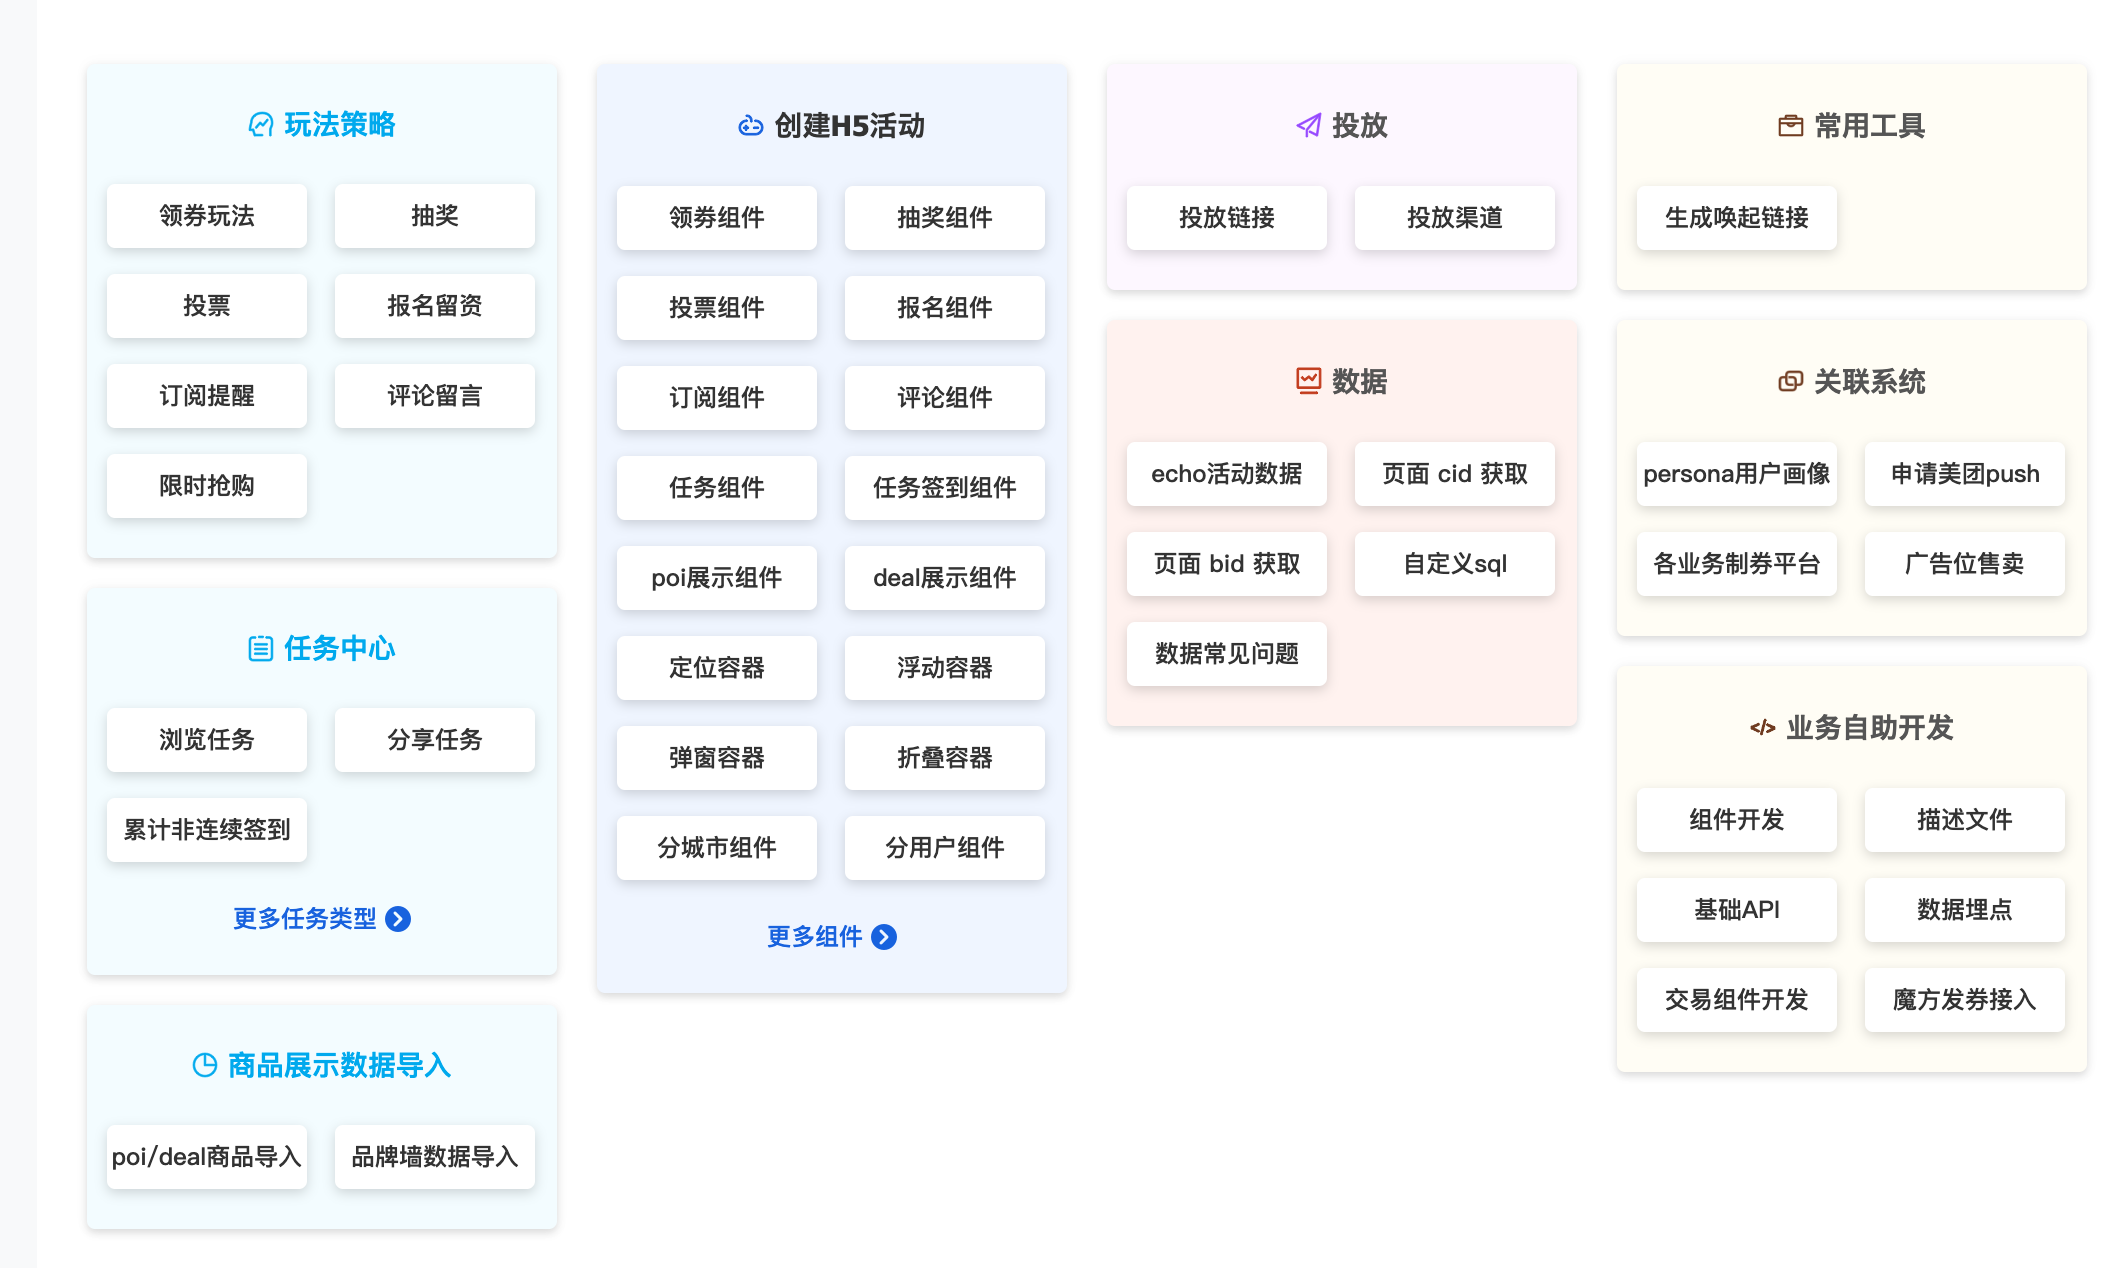 玩法策略
领券玩法
抽奖
投票
报名留资
订阅提醒
评论留言
限时抢购
任务中心
浏览任务
分享任务
累计非连续签到
更多任务类型
商品展示数据导入
poi/deal商品导入
品牌墙数据导入
创建H5活动
领劵组件
抽奖组件
投票组件
报名组件
订阅组件
评论组件
任务组件
任务签到组件
poi展示组件
deal展示组件
定位容器
浮动容器
弹窗容器
折叠容器
分城市组件
分用户组件
更多组件
投放
投放链接
投放渠道
数据
echo活动数据
页面 cid 获取
页面 bid 获取
自定义sql
数据常见问题
常用工具
生成唤起链接
关联系统
persona用户画像
申请美团push
各业务制券平台
广告位售卖
业务自助开发
组件开发
描述文件
基础API
数据埋点
交易组件开发
魔方发券接入